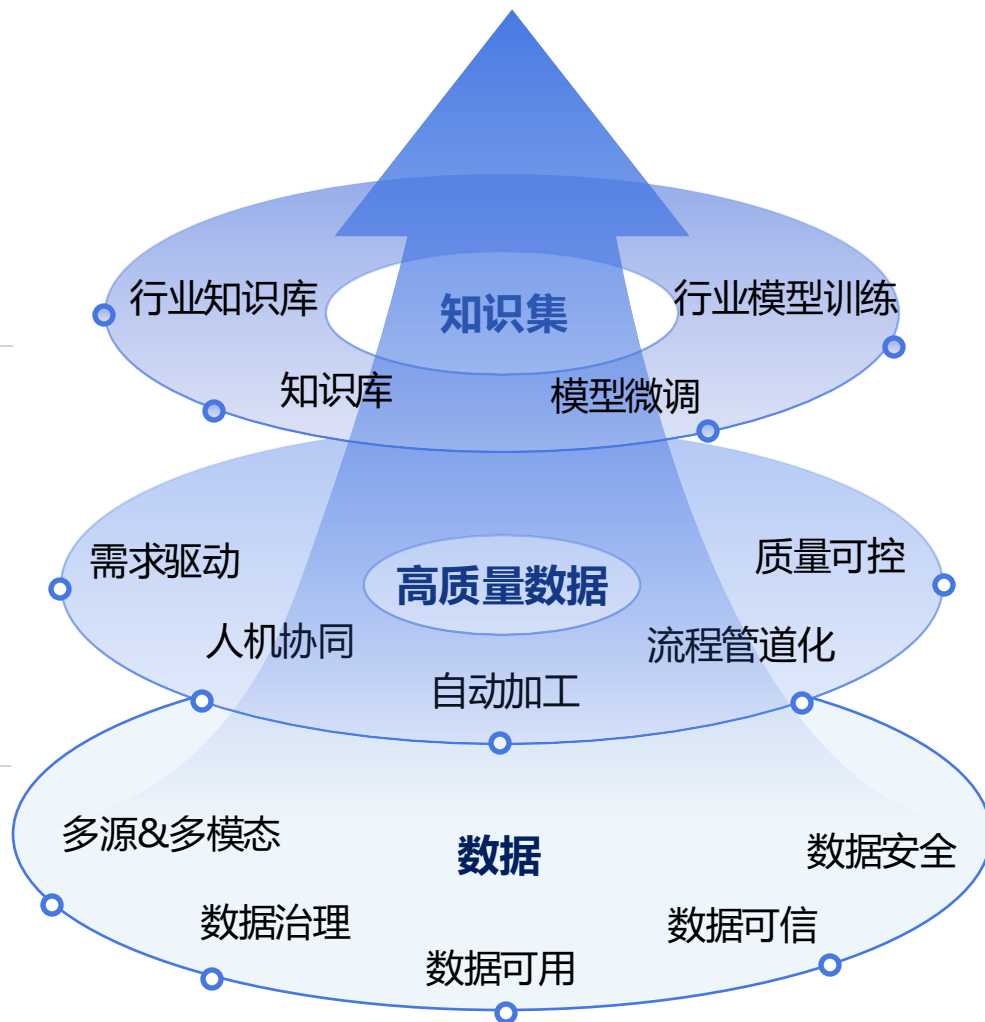 行业知识库
知识集
行业模型训练
知识库
模型微调
需求驱动
高质量数据
质量可控
人机协同
流程管道化
自动加工
多源&多模态
数据
数据安全
数据治理
数据可信
数据可用